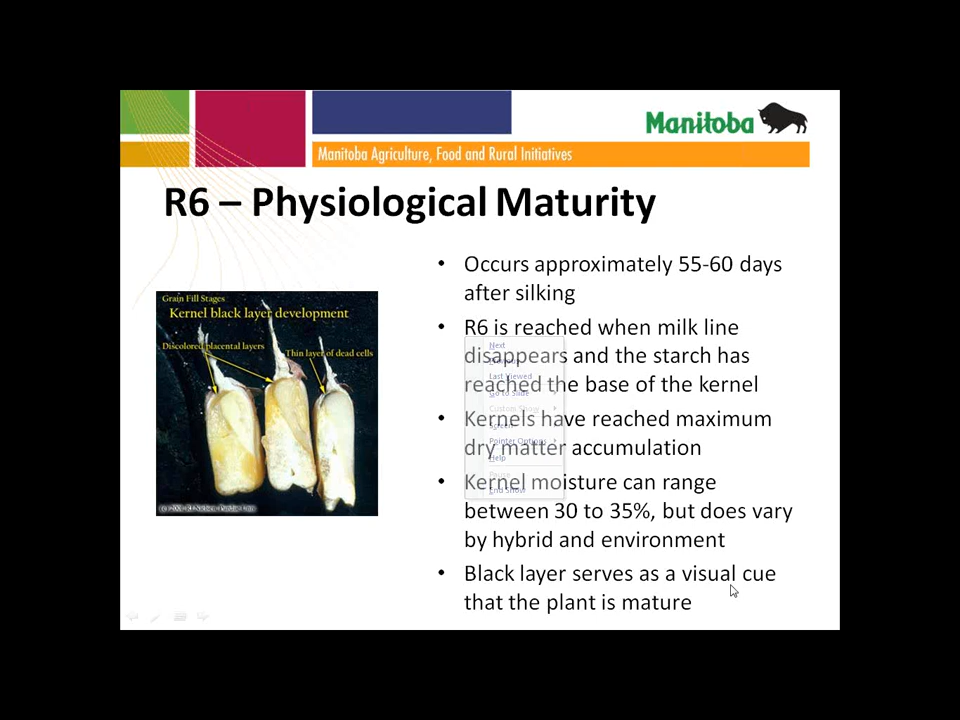 Manitoba
Manitoba Agriculture, Food and Rural Initiatives
R6 – Physiological Maturity
Grain Fill Stages
Kernel black layer development
Discolored placental layers
Thin layer of dead cells
• Occurs approximately 55-60 days
after silking
• R6 is reached when milk line
disappears and the starch has
reached the base of the kernel
• Kernels have reached maximum
dry matter accumulation
• Kernel moisture can range
between 30 to 35%, but does vary
by hybrid and environment
• Black layer serves as a visual cue
that the plant is mature
Next
Last Viewed
Go to Slide
Custom Show
Screen
Pointer Options
Help
Pause
End Show